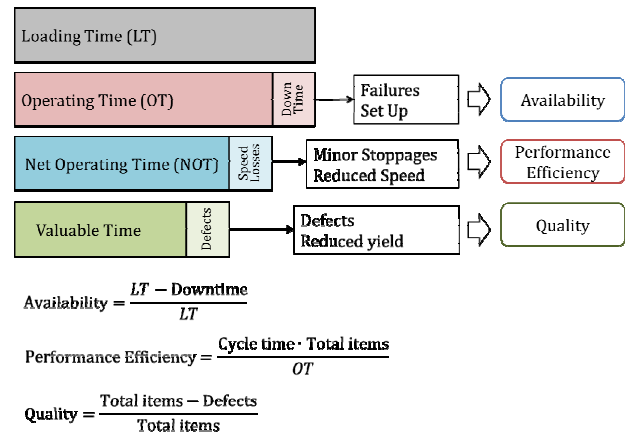 Loading Time (LT)
Operating Time (OT)
Down
Time
Failures
Set Up
Availability
Net Operating Time (NOT)
Speed
Losses
Minor Stoppages
Reduced Speed
Performance
Efficiency
Valuable Time
Defects
Defects
Reduced yield
Quality
Availability = (LT − Downtime) / LT
Performance Efficiency = (Cycle time · Total items) / OT
Quality = (Total items − Defects) / Total items